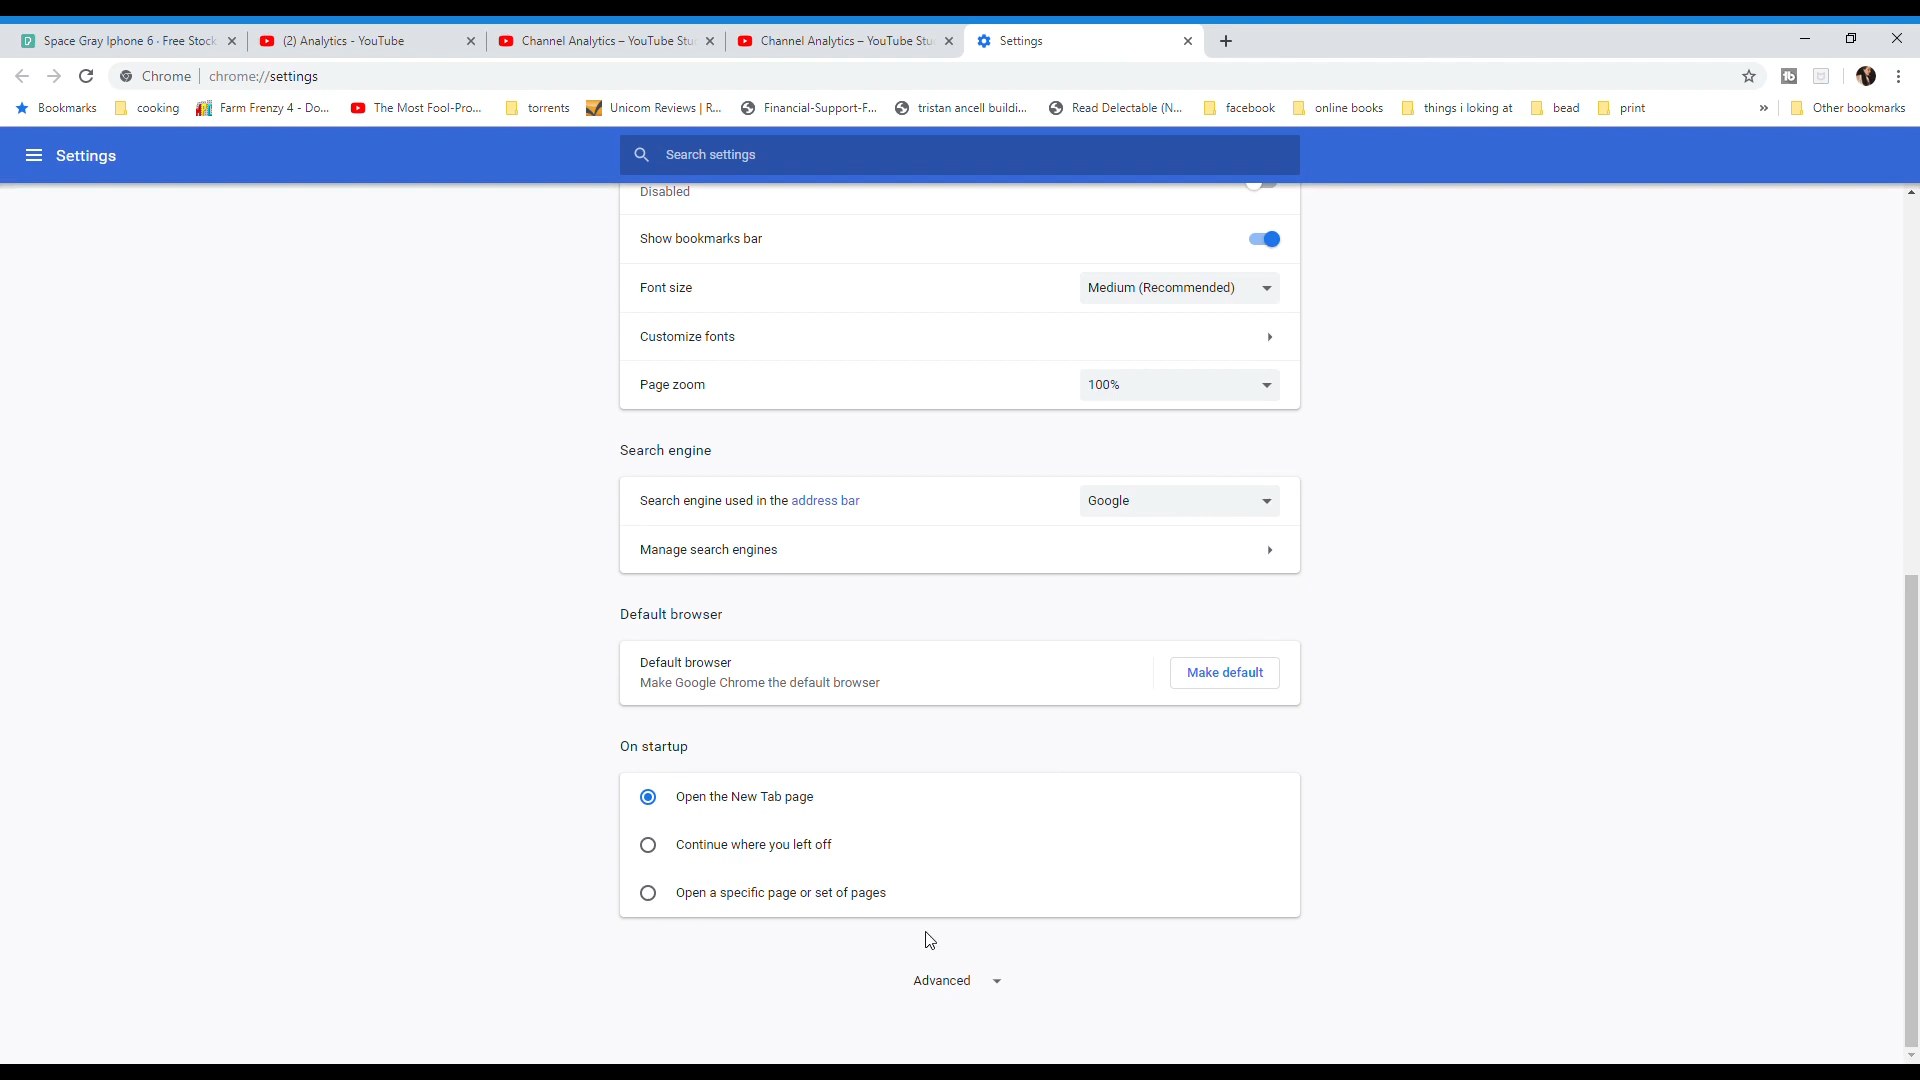 Space Gray Iphone 6 · Free Stock
(2) Analytics - YouTube
Channel Analytics – YouTube Stu
Channel Analytics – YouTube Stu
Settings
Chrome
chrome://settings
Bookmarks
cooking
Farm Frenzy 4 - Do...
The Most Fool-Pro...
torrents
Unicom Reviews | R...
Financial-Support-F...
tristan ancell buildi...
Read Delectable (N...
facebook
online books
things i loking at
bead
print
»
Other bookmarks
Settings
Search settings
Disabled
Show bookmarks bar
Font size
Medium (Recommended)
Customize fonts
Page zoom
100%
Search engine
Search engine used in the address bar
Google
Manage search engines
Default browser
Default browser
Make Google Chrome the default browser
Make default
On startup
Open the New Tab page
Continue where you left off
Open a specific page or set of pages
Advanced